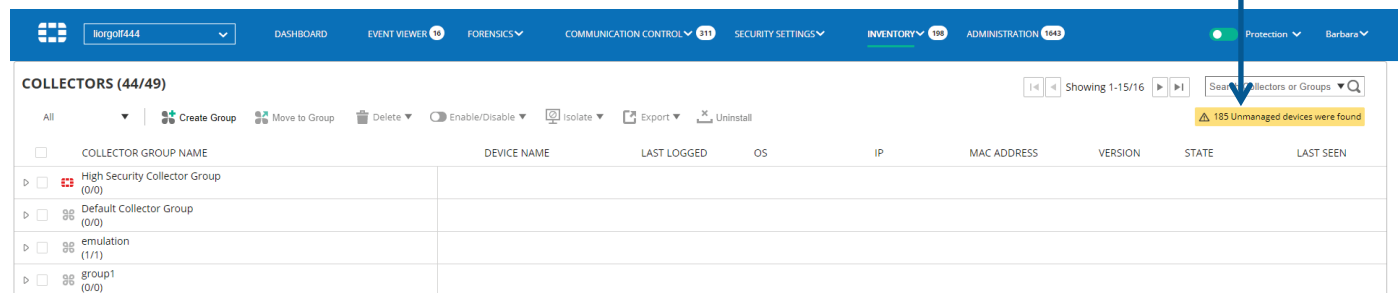 liorgolf444 DASHBOARD EVENT VIEWER 16 FORENSICS COMMUNICATION CONTROL 311 SECURITY SETTINGS INVENTORY 198 ADMINISTRATION 1643 Protection Barbara
COLLECTORS (44/49) Showing 1-15/16 Search Collectors or Groups
All Create Group Move to Group Delete Enable/Disable Isolate Export Uninstall 185 Unmanaged devices were found
COLLECTOR GROUP NAME DEVICE NAME LAST LOGGED OS IP MAC ADDRESS VERSION STATE LAST SEEN
High Security Collector Group
(0/0)
Default Collector Group
(0/0)
emulation
(1/1)
group1
(0/0)